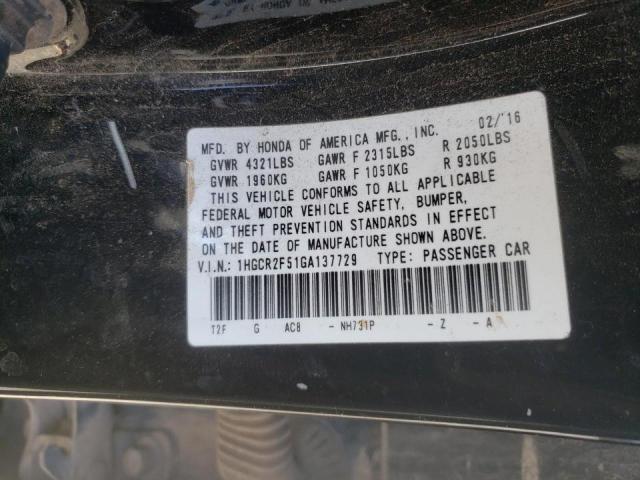 MFD. BY HONDA OF AMERICA MFG., INC. 02/'16
GVWR 4321LBS GAWR F 2315LBS R 2050LBS
GVWR 1960KG GAWR F 1050KG R 930KG
THIS VEHICLE CONFORMS TO ALL APPLICABLE
FEDERAL MOTOR VEHICLE SAFETY, BUMPER,
AND THEFT PREVENTION STANDARDS IN EFFECT
ON THE DATE OF MANUFACTURE SHOWN ABOVE.
V.I.N.: 1HGCR2F51GA137729 TYPE: PASSENGER CAR
T2F G AC8 - NH731P - Z - A